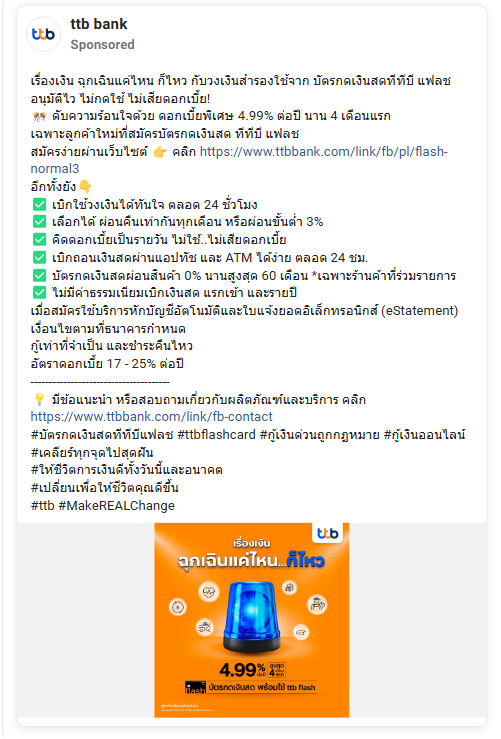 ttb
ttb bank
Sponsored
เรื่องเงิน ฉุกเฉินแค่ไหน ก็ไหว กับวงเงินสำรองใช้จาก บัตรกดเงินสดทีทีบี แฟลช
อนุมัติไว ไม่กดใช้ ไม่เสียดอกเบี้ย!
🎊 ดับความร้อนใจด้วย ดอกเบี้ยพิเศษ 4.99% ต่อปี นาน 4 เดือนแรก
เฉพาะลูกค้าใหม่ที่สมัครบัตรกดเงินสด ทีทีบี แฟลช
สมัครง่ายผ่านเว็บไซต์ 👉 คลิก https://www.ttbbank.com/link/fb/pl/flash-
normal3
อีกทั้งยัง👇
✅ เบิกใช้วงเงินได้ทันใจ ตลอด 24 ชั่วโมง
✅ เลือกได้ ผ่อนคืนเท่ากันทุกเดือน หรือผ่อนขั้นต่ำ 3%
✅ คิดดอกเบี้ยเป็นรายวัน ไม่ใช้..ไม่เสียดอกเบี้ย
✅ เบิกถอนเงินสดผ่านแอปทัช และ ATM ได้ง่าย ตลอด 24 ชม.
✅ บัตรกดเงินสดผ่อนสินค้า 0% นานสูงสุด 60 เดือน *เฉพาะร้านค้าที่ร่วมรายการ
✅ ไม่มีค่าธรรมเนียมเบิกเงินสด แรกเข้า และรายปี
เมื่อสมัครใช้บริการหักบัญชีอัตโนมัติและใบแจ้งยอดอิเล็กทรอนิกส์ (eStatement)
เงื่อนไขตามที่ธนาคารกำหนด
กู้เท่าที่จำเป็น และชำระคืนไหว
อัตราดอกเบี้ย 17 - 25% ต่อปี
--------------------------------------
💡 มีข้อแนะนำ หรือสอบถามเกี่ยวกับผลิตภัณฑ์และบริการ คลิก
https://www.ttbbank.com/link/fb-contact
#บัตรกดเงินสดทีทีบีแฟลช #ttbflashcard #กู้เงินด่วนถูกกฎหมาย #กู้เงินออนไลน์
#เคลียร์ทุกจุดไปสุดฝัน
#ให้ชีวิตการเงินดีทั้งวันนี้และอนาคต
#เปลี่ยนเพื่อให้ชีวิตคุณดีขึ้น
#ttb #MakeREALChange
ttb
เรื่องเงิน
ฉุกเฉินแค่ไหน...ก็ไหว
4.99% ต่อปี สูงสุด 4 เดือนแรก
flash บัตรกดเงินสด พร้อมใช้ ttb flash